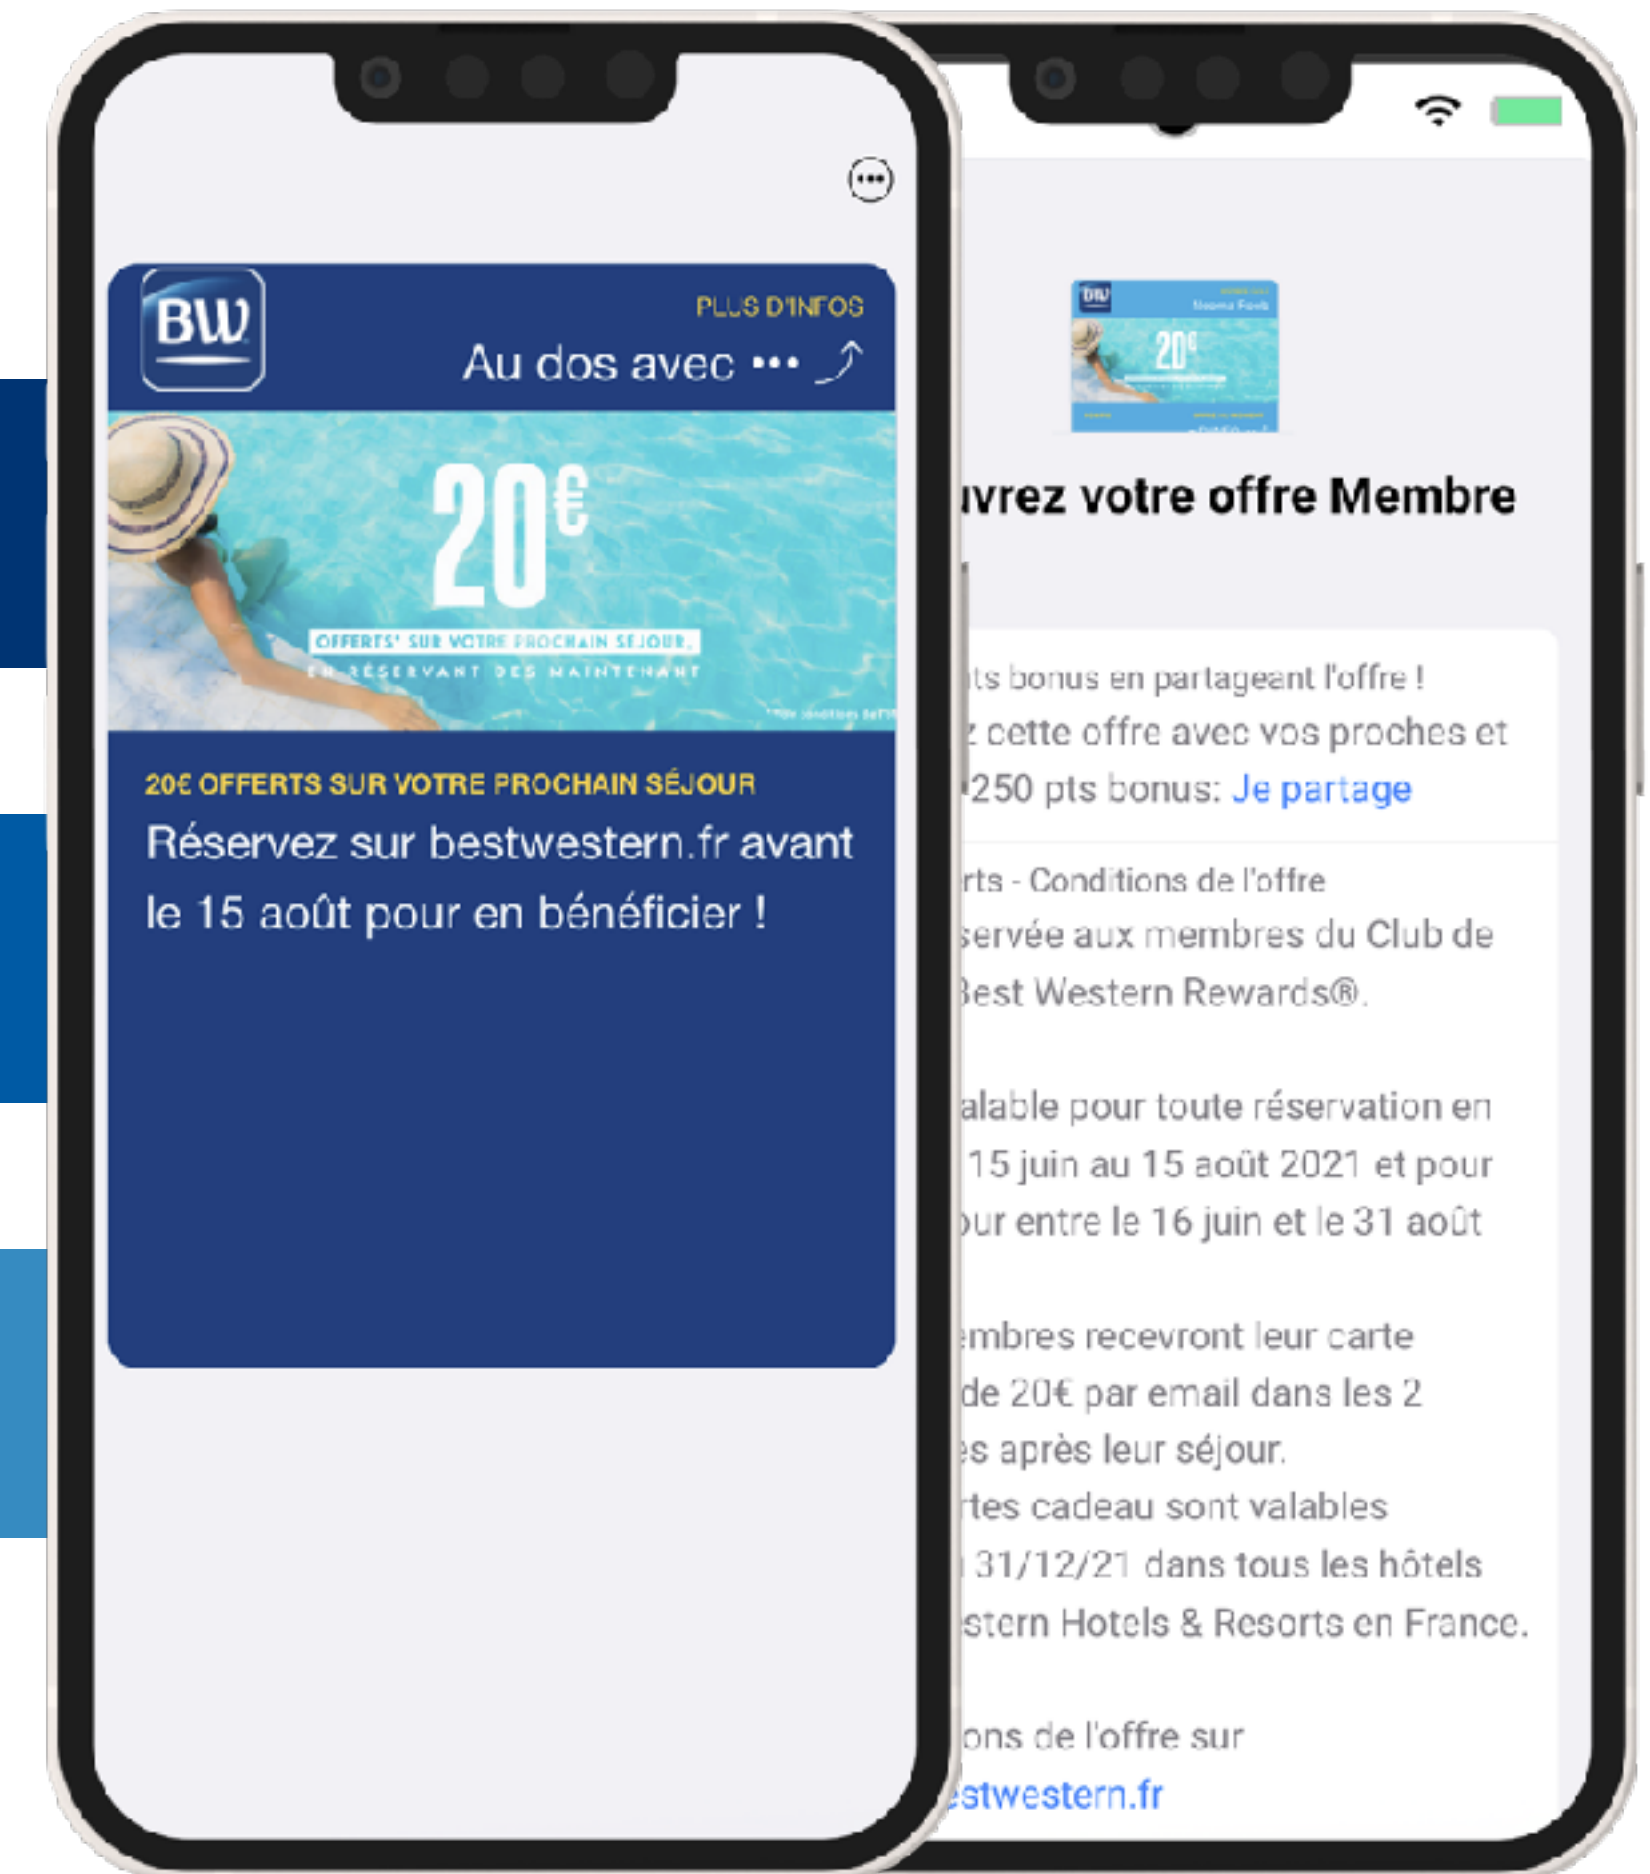 BW
PLUS D'INFOS
Au dos avec •••
20€
OFFERTS* SUR VOTRE PROCHAIN SÉJOUR,
EN RÉSERVANT DÈS MAINTENANT
20€ OFFERTS SUR VOTRE PROCHAIN SÉJOUR
Réservez sur bestwestern.fr avant
le 15 août pour en bénéficier !
BW
20€
uvrez votre offre Membre
ts bonus en partageant l'offre !
z cette offre avec vos proches et
250 pts bonus: Je partage
rts - Conditions de l'offre
servée aux membres du Club de
Best Western Rewards®.
alable pour toute réservation en
15 juin au 15 août 2021 et pour
our entre le 16 juin et le 31 août
embres recevront leur carte
de 20€ par email dans les 2
es après leur séjour.
rtes cadeau sont valables
31/12/21 dans tous les hôtels
stern Hotels & Resorts en France.
ons de l'offre sur
estwestern.fr